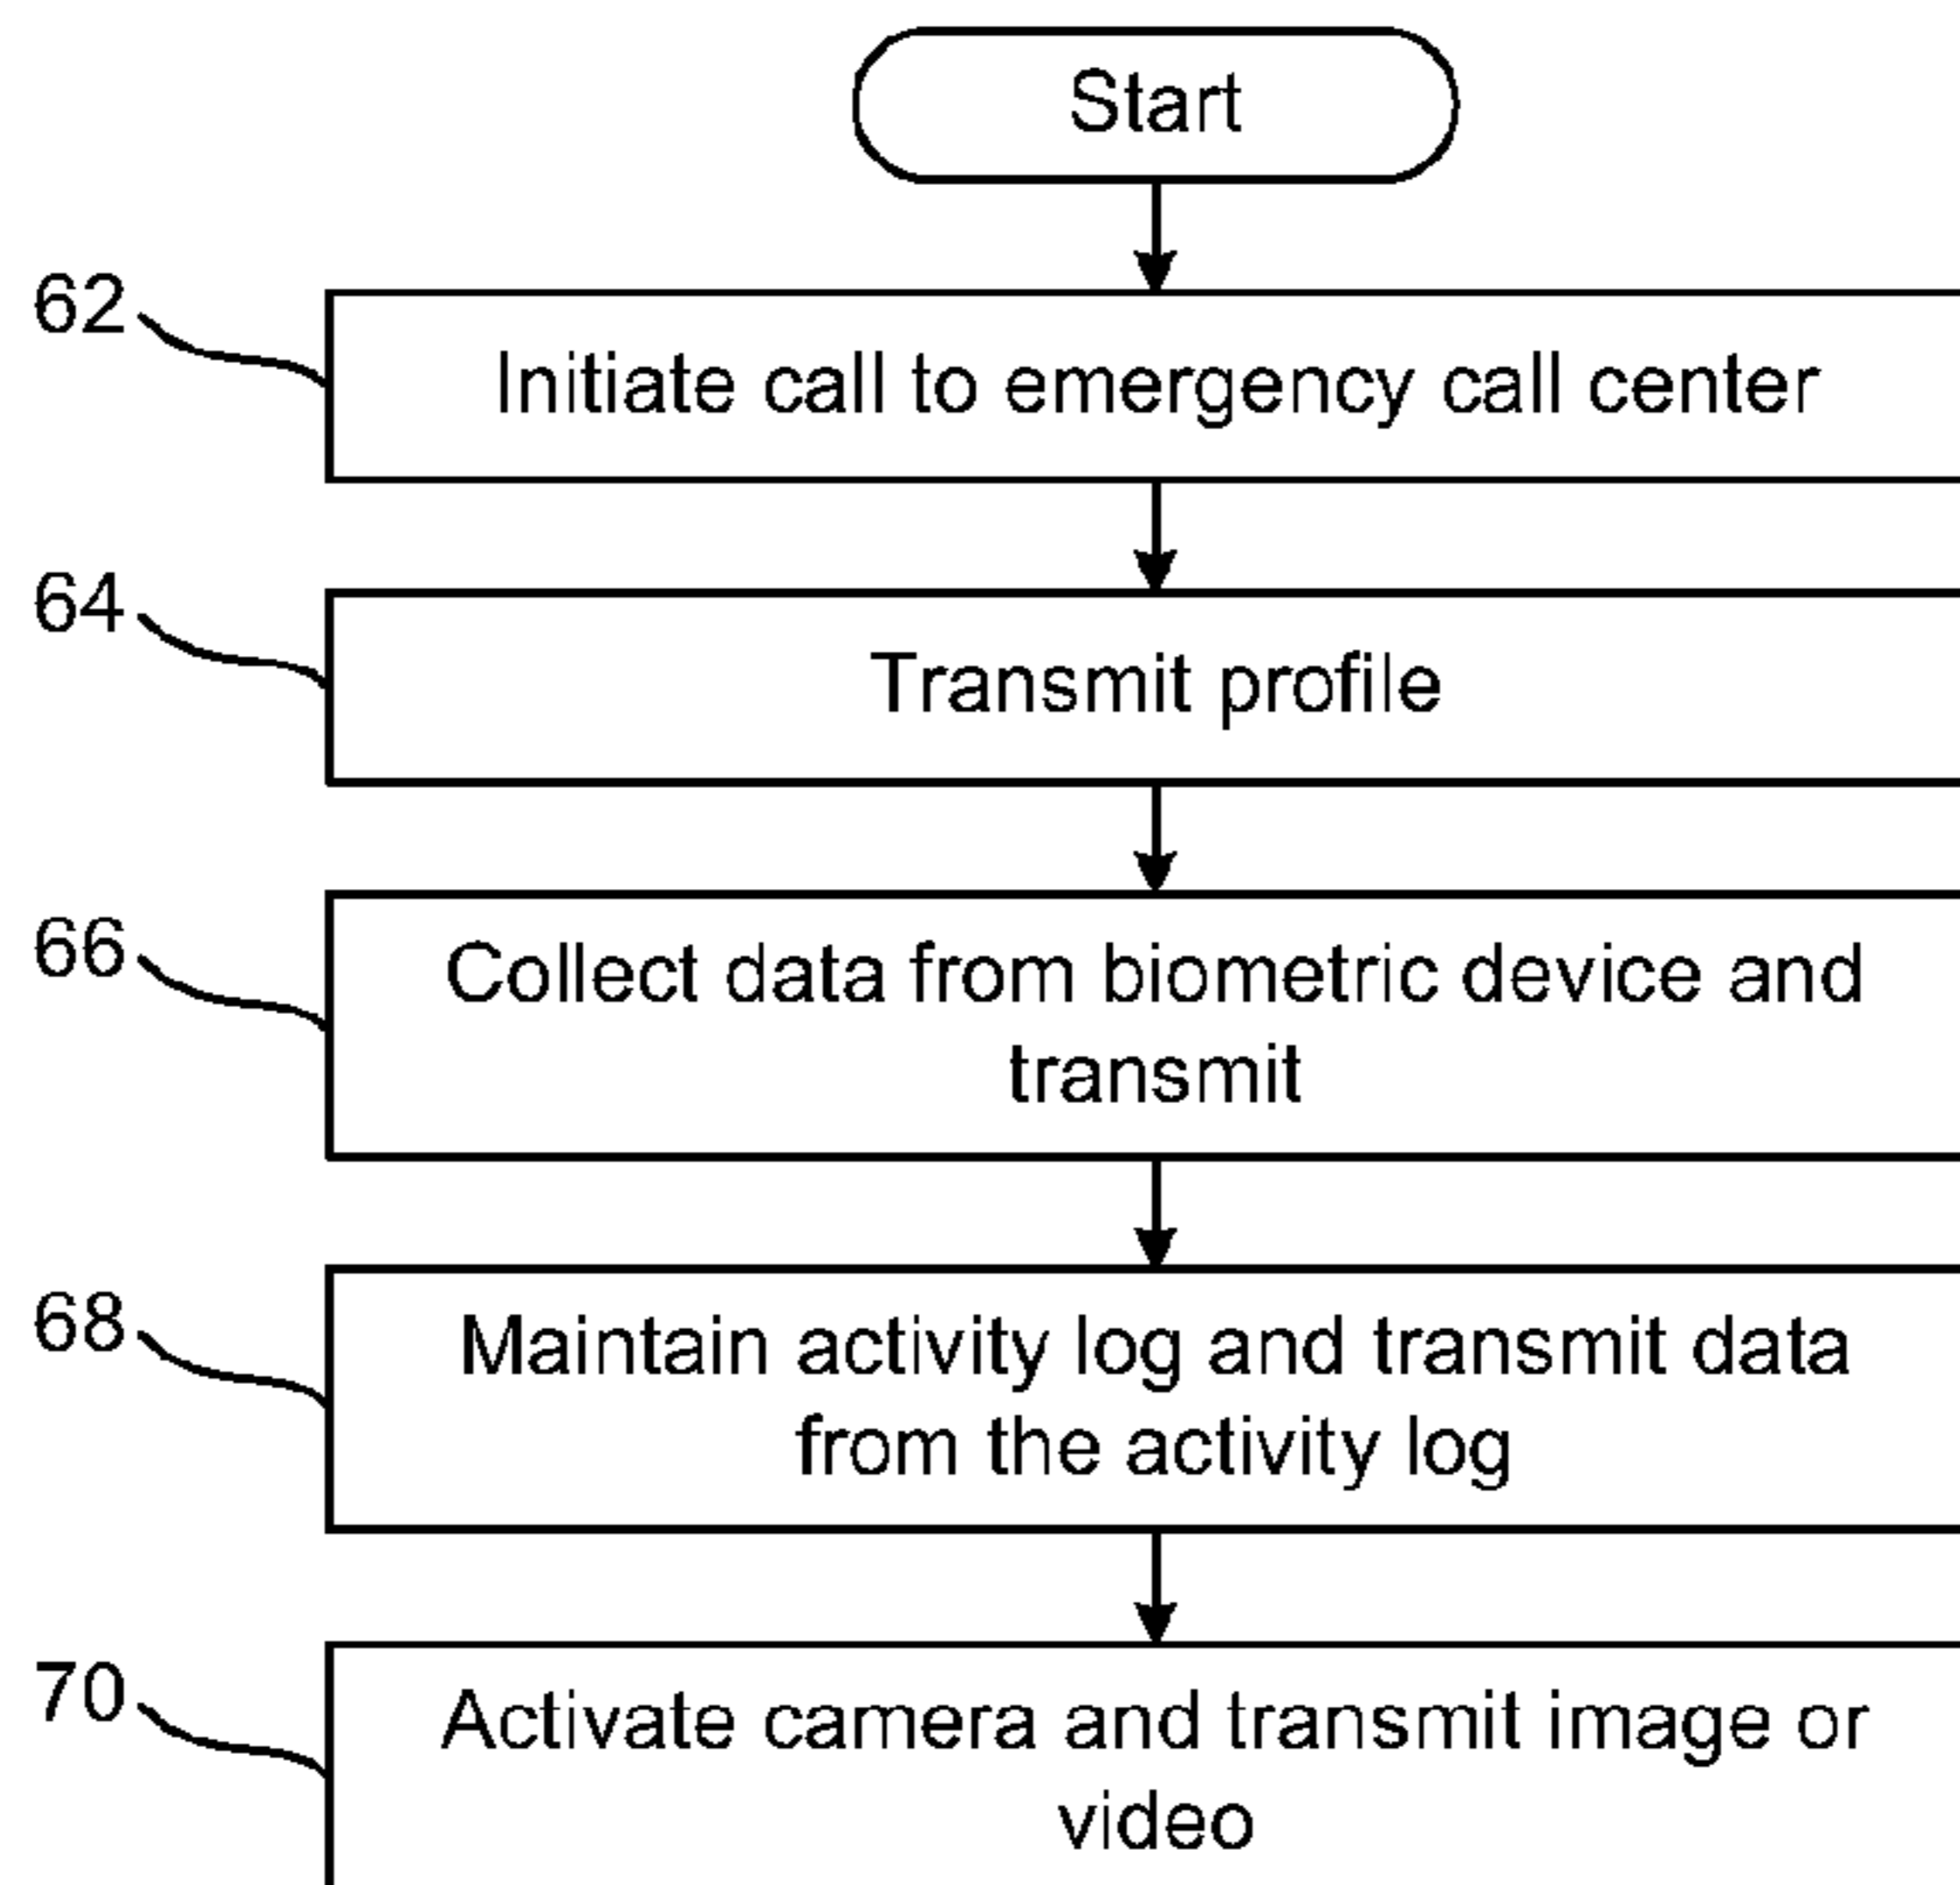 Start
62
Initiate call to emergency call center
64
Transmit profile
66
Collect data from biometric device and
transmit
68
Maintain activity log and transmit data
from the activity log
70
Activate camera and transmit image or
video